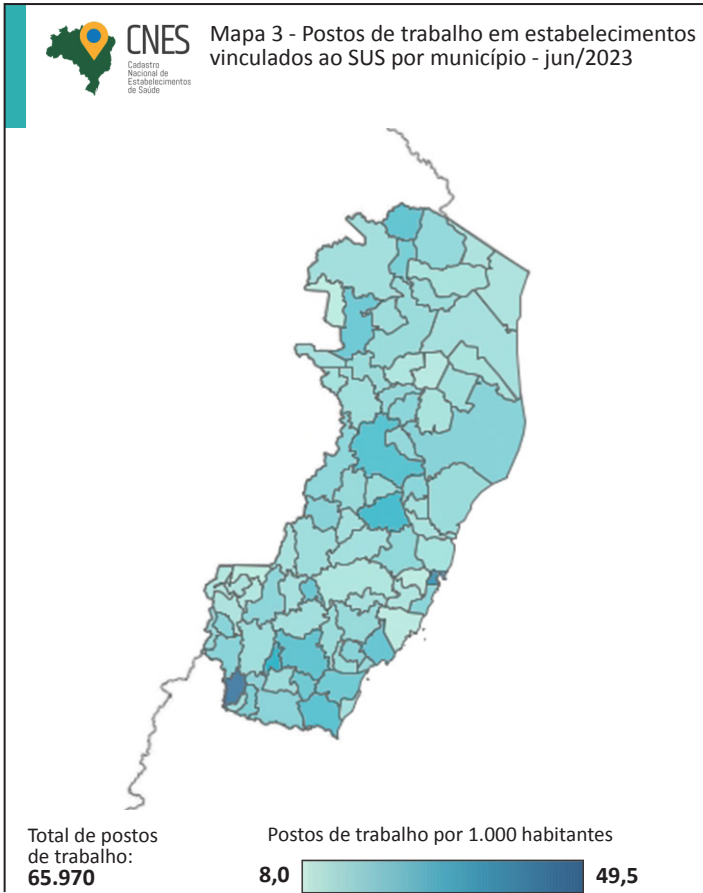 CNES
Cadastro
Nacional de
Estabelecimentos
de Saúde
Mapa 3 - Postos de trabalho em estabelecimentos
vinculados ao SUS por município - jun/2023
Total de postos
de trabalho:
65.970
Postos de trabalho por 1.000 habitantes
8,0
49,5